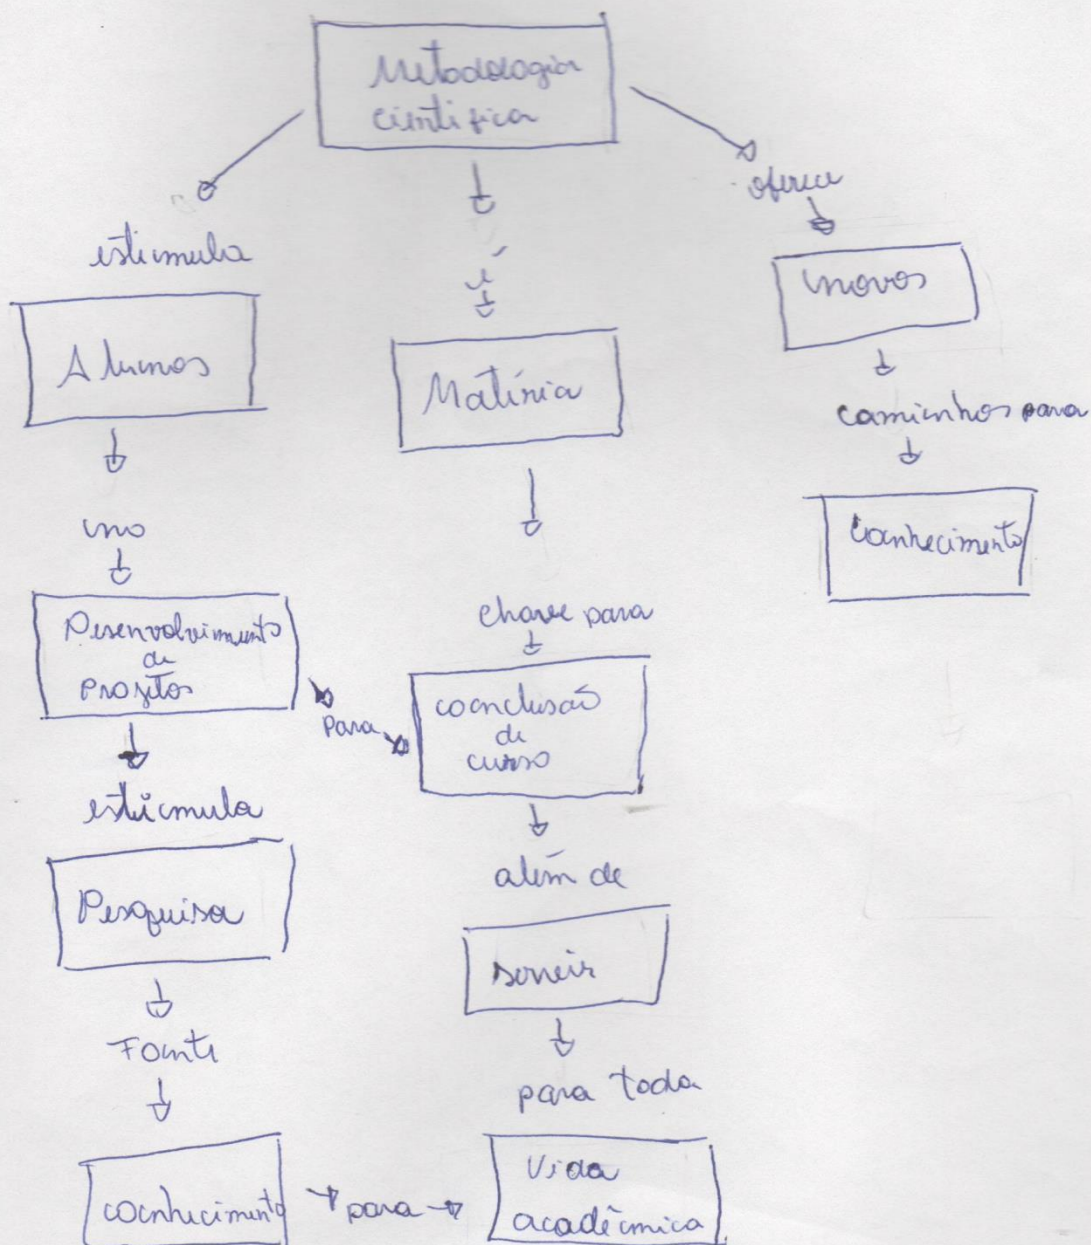 Metodologia
científica
estimula
é
oferece
Alunos
Matéria
novos
caminhos para
no
Conhecimento
Desenvolvimento
de
Projetos
chave para
para
conclusão
de
curso
estimula
além de
Pesquisa
servir
Fonte
para toda
conhecimento
para
Vida
acadêmica